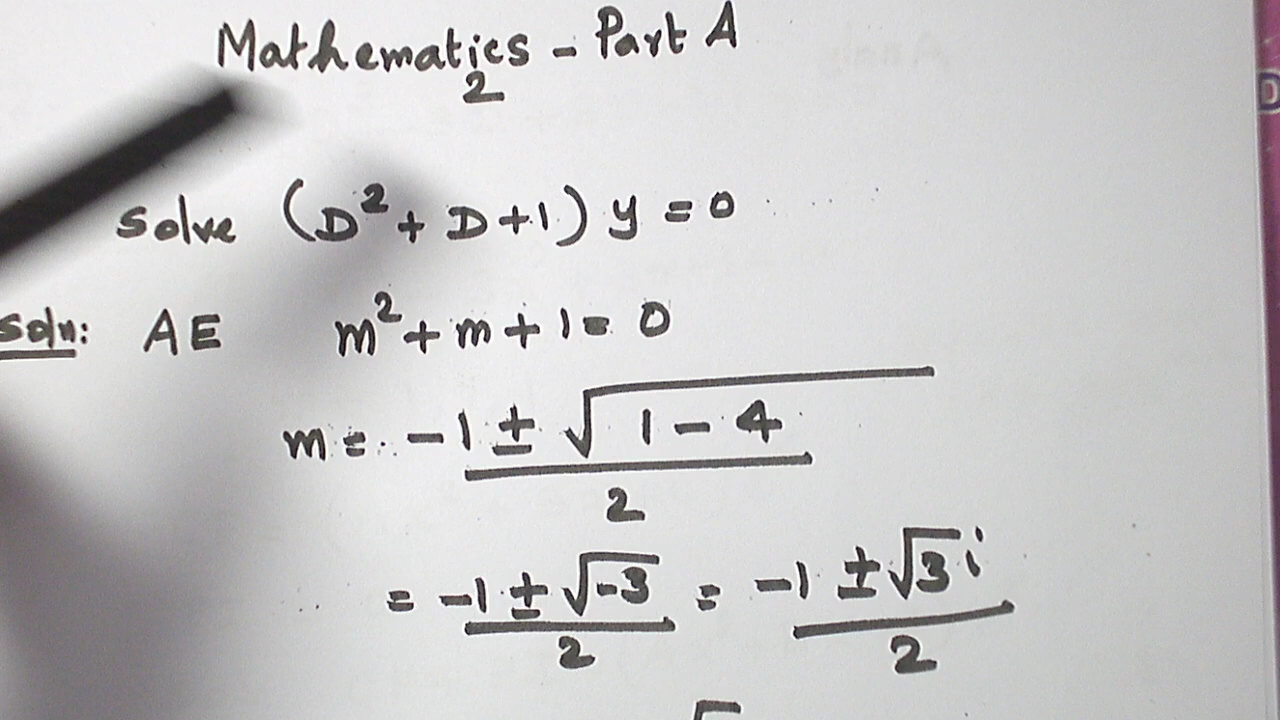 Mathematics - Part A
2
Solve (D² + D + 1) y = 0
Soln: AE m² + m + 1 = 0
m = -1 ± √(1 - 4) / 2
= -1 ± √-3 / 2 = -1 ± √3 i / 2
D